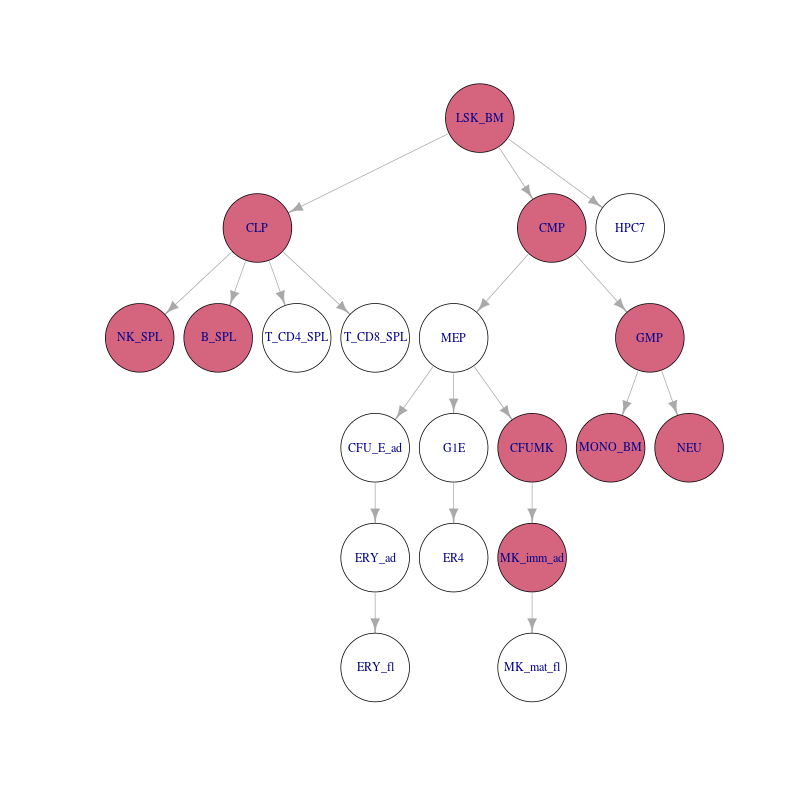 LSK_BM
CLP
CMP
HPC7
NK_SPL
B_SPL
T_CD4_SPL
T_CD8_SPL
MEP
GMP
CFU_E_ad
G1E
CFUMK
MONO_BM
NEU
ERY_ad
ER4
MK_imm_ad
ERY_fl
MK_mat_fl